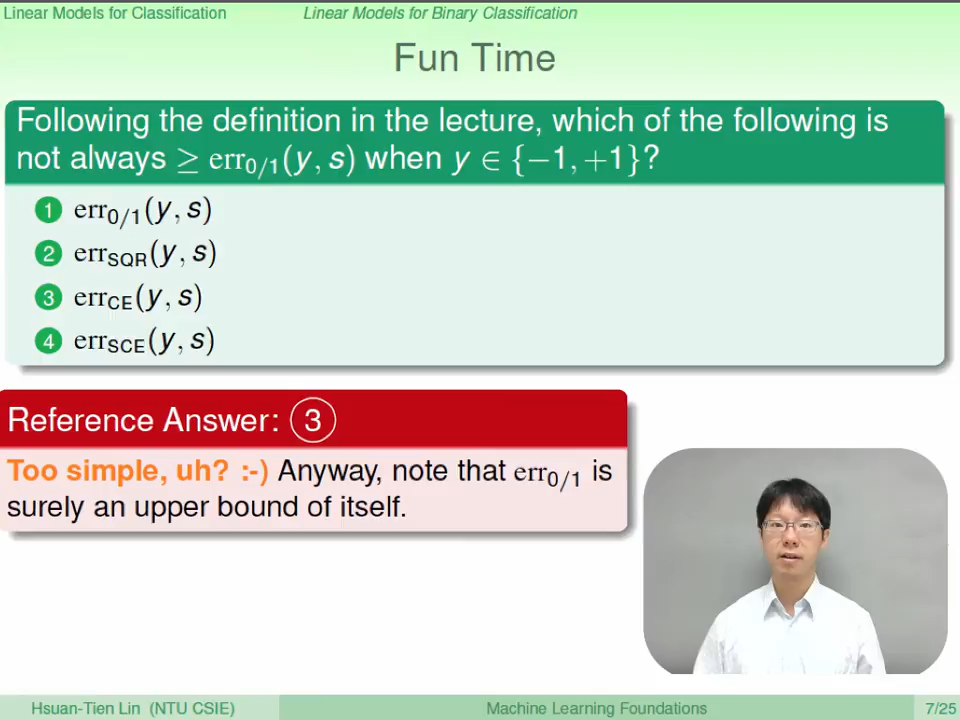 Linear Models for Classification Linear Models for Binary Classification
Fun Time
Following the definition in the lecture, which of the following is
not always ≥ err0/1(y, s) when y ∈ {−1, +1}?
1 err0/1(y, s)
2 errSQR(y, s)
3 errCE(y, s)
4 errSCE(y, s)
Reference Answer: 3
Too simple, uh? :-) Anyway, note that err0/1 is
surely an upper bound of itself.
Hsuan-Tien Lin (NTU CSIE) Machine Learning Foundations 7/25